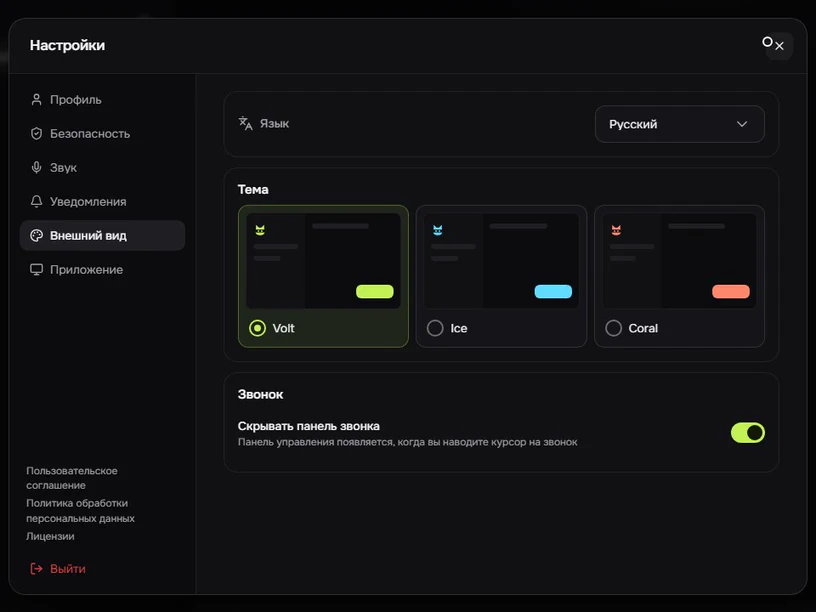 Настройки
Профиль
Безопасность
Звук
Уведомления
Внешний вид
Приложение
Пользовательское
соглашение
Политика обработки
персональных данных
Лицензии
Выйти
Язык
Русский
Тема
Volt
Ice
Coral
Звонок
Скрывать панель звонка
Панель управления появляется, когда вы наводите курсор на звонок